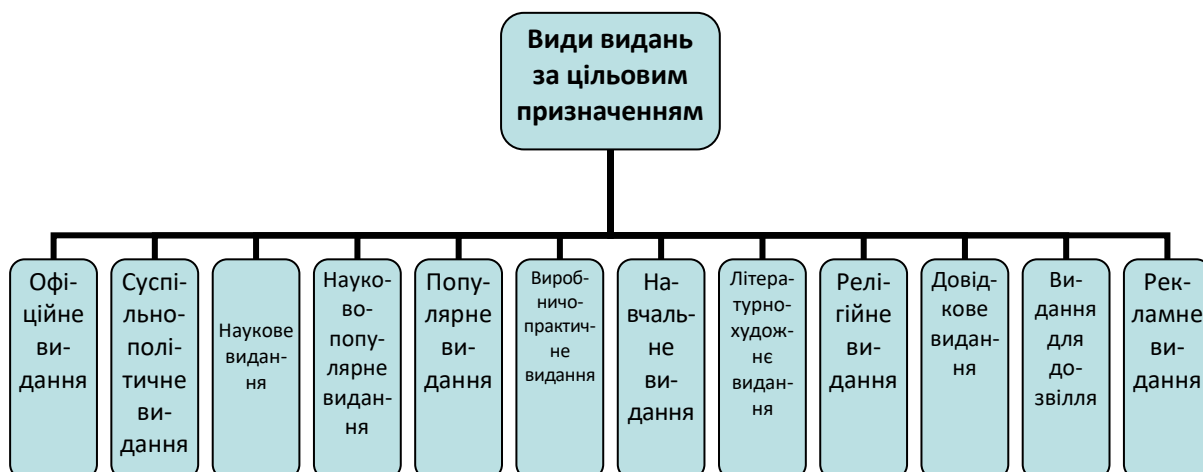 Види видань
за цільовим
призначенням
Офі-
ційне
ви-
дання
Суспі-
льно-
полі-
тичне
ви-
дання
Наукове
видан-
ня
Науко-
во-
попу-
лярне
видан-
ня
Попу-
лярне
ви-
дання
Вироб-
ничо-
практич-
не
видання
На-
вчаль-
не
ви-
дання
Літера-
турно-
худож-
нє
видан-
ня
Релі-
гійне
ви-
дання
Довід-
кове
видан-
ня
Ви-
дання
для
до-
звілля
Рек-
ламне
ви-
дання